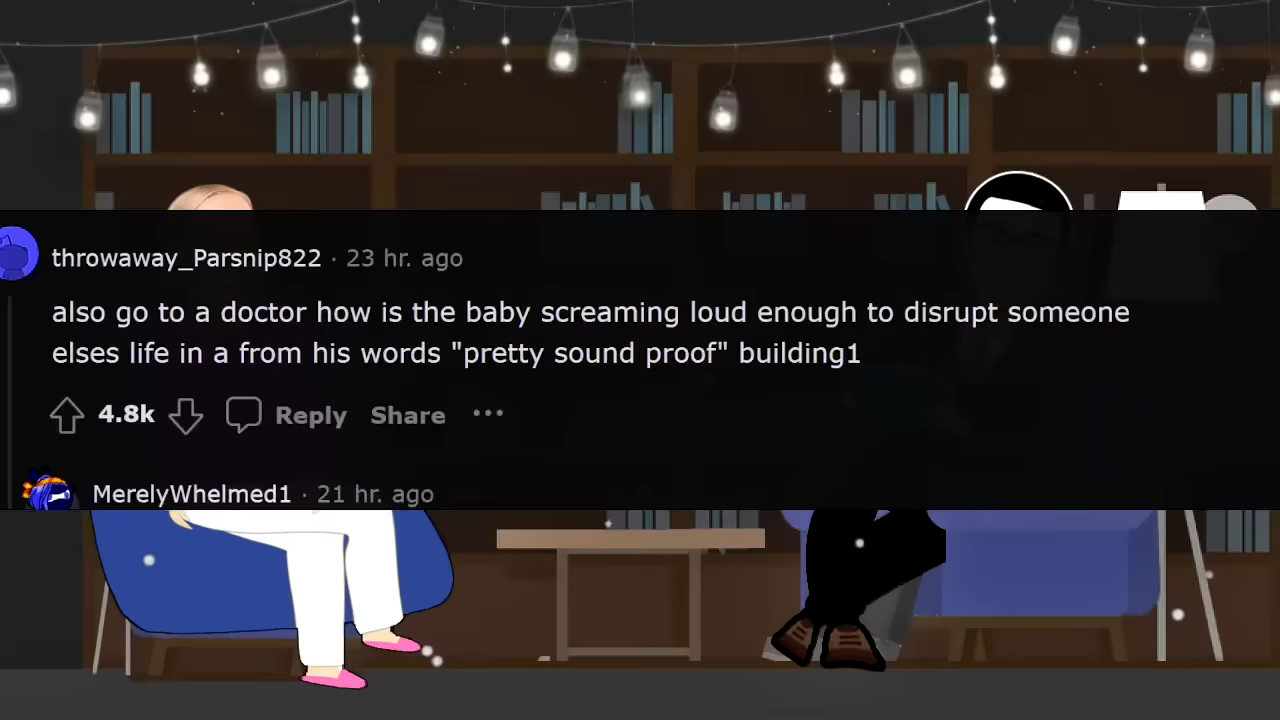 throwaway_Parsnip822 · 23 hr. ago
also go to a doctor how is the baby screaming loud enough to disrupt someone
elses life in a from his words "pretty sound proof" building1
4.8k Reply Share ···
MerelyWhelmed1 · 21 hr. ago